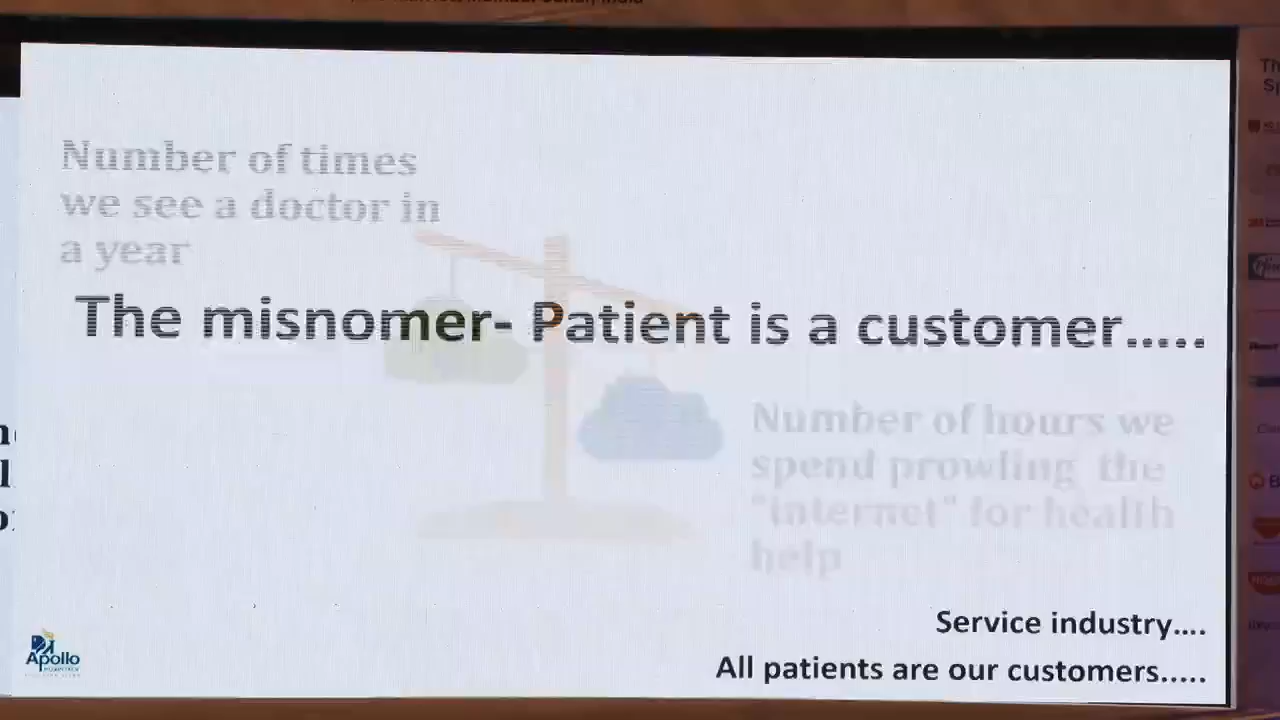 Number of times
we see a doctor in
a year
The misnomer- Patient is a customer.....
Number of hours we
spend prowling the
"internet" for health
help
Service industry....
All patients are our customers.....
Apollo